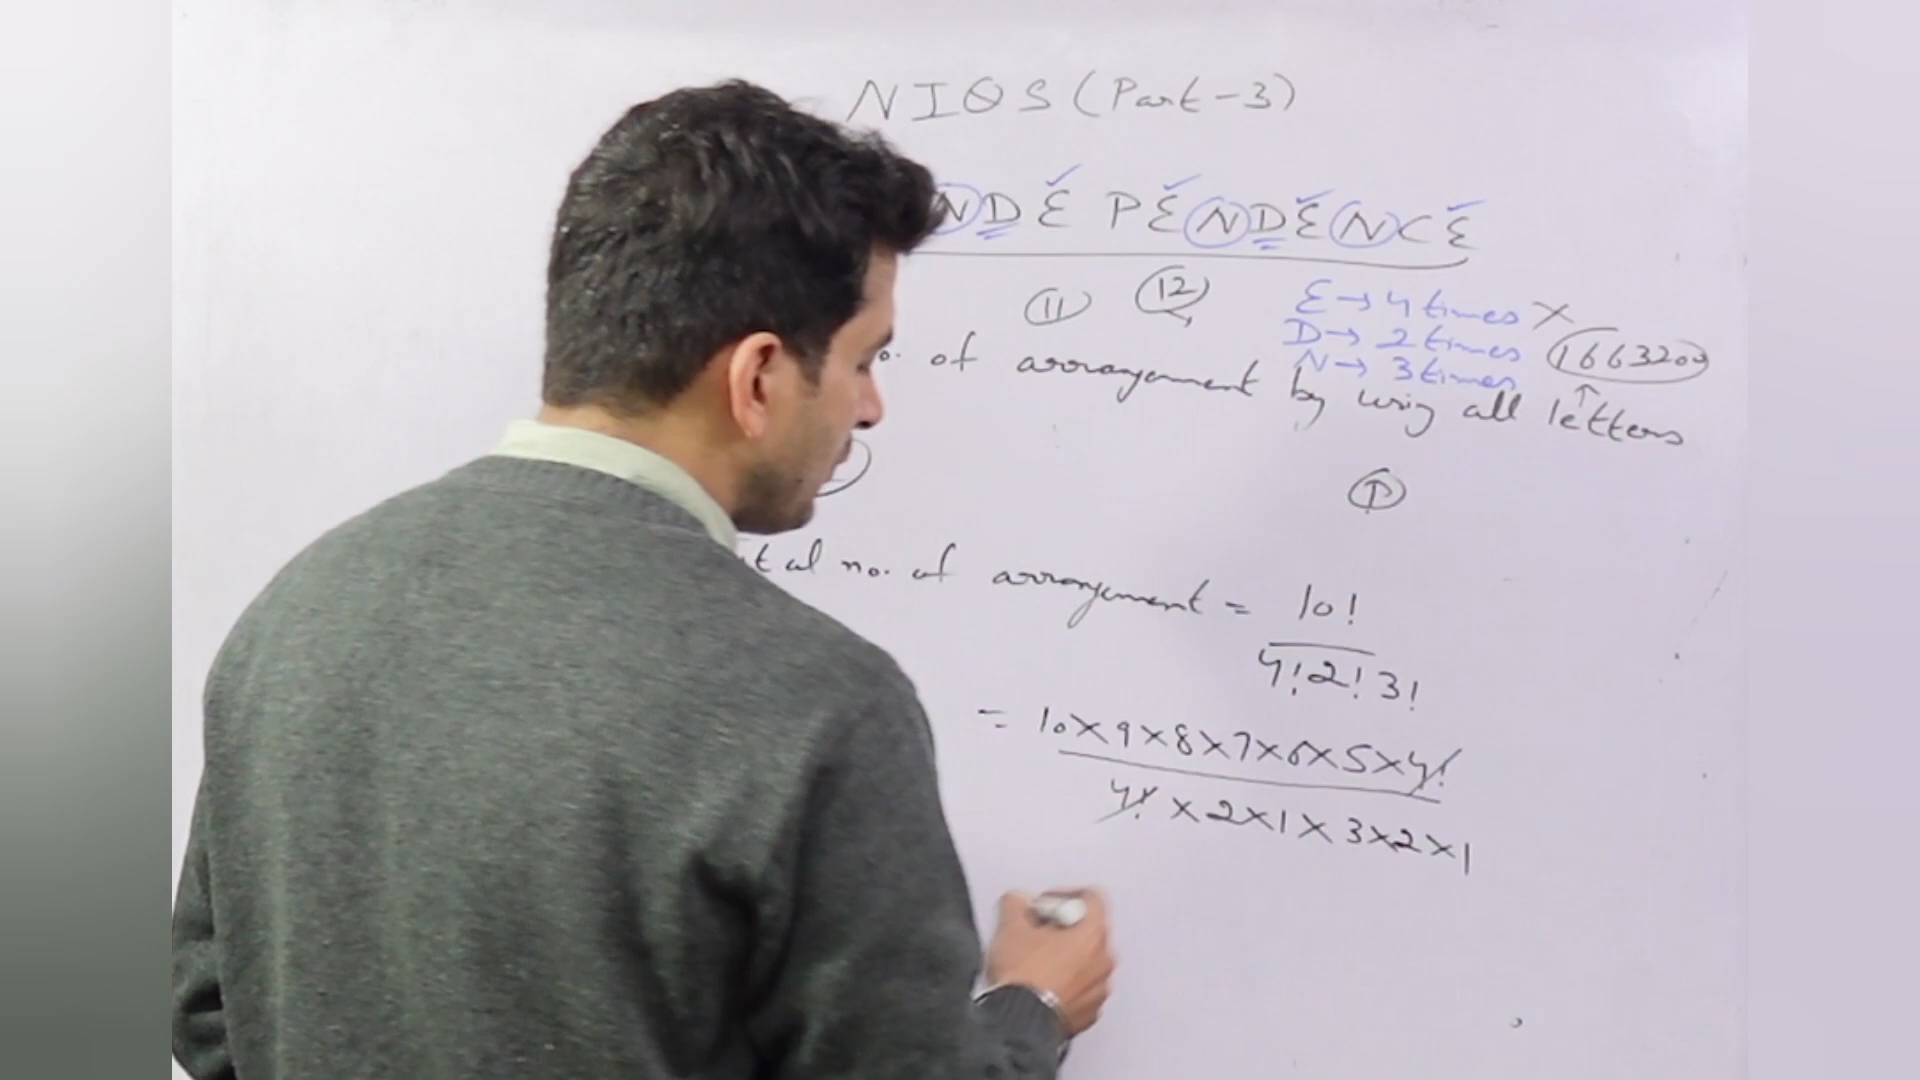 NIOS (Part-3)
NDE PENDENCE
11 12 E → 4 times X
D → 2 times 1663200
N → 3 times ↑
o. of arrangement by using all letters
P
tal no. of arrangement = 10!
4! 2! 3!
= 10×9×8×7×6×5×4!
4! ×2×1×3×2×1